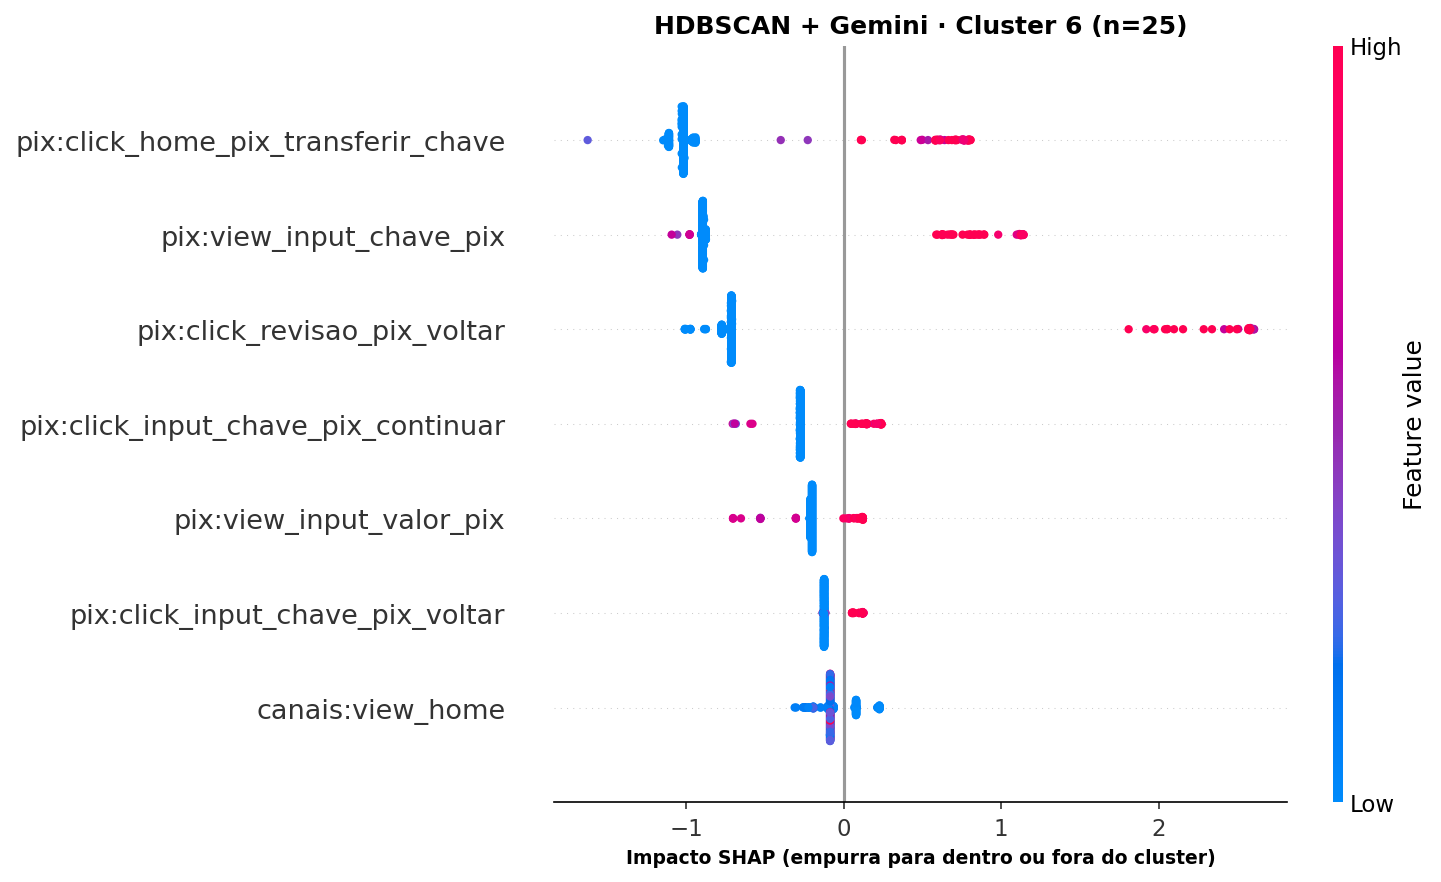 HDBSCAN + Gemini · Cluster 6 (n=25)
High
pix:click_home_pix_transferir_chave
pix:view_input_chave_pix
pix:click_revisao_pix_voltar
pix:click_input_chave_pix_continuar
pix:view_input_valor_pix
pix:click_input_chave_pix_voltar
canais:view_home
Feature value
Low
−1 0 1 2
Impacto SHAP (empurra para dentro ou fora do cluster)